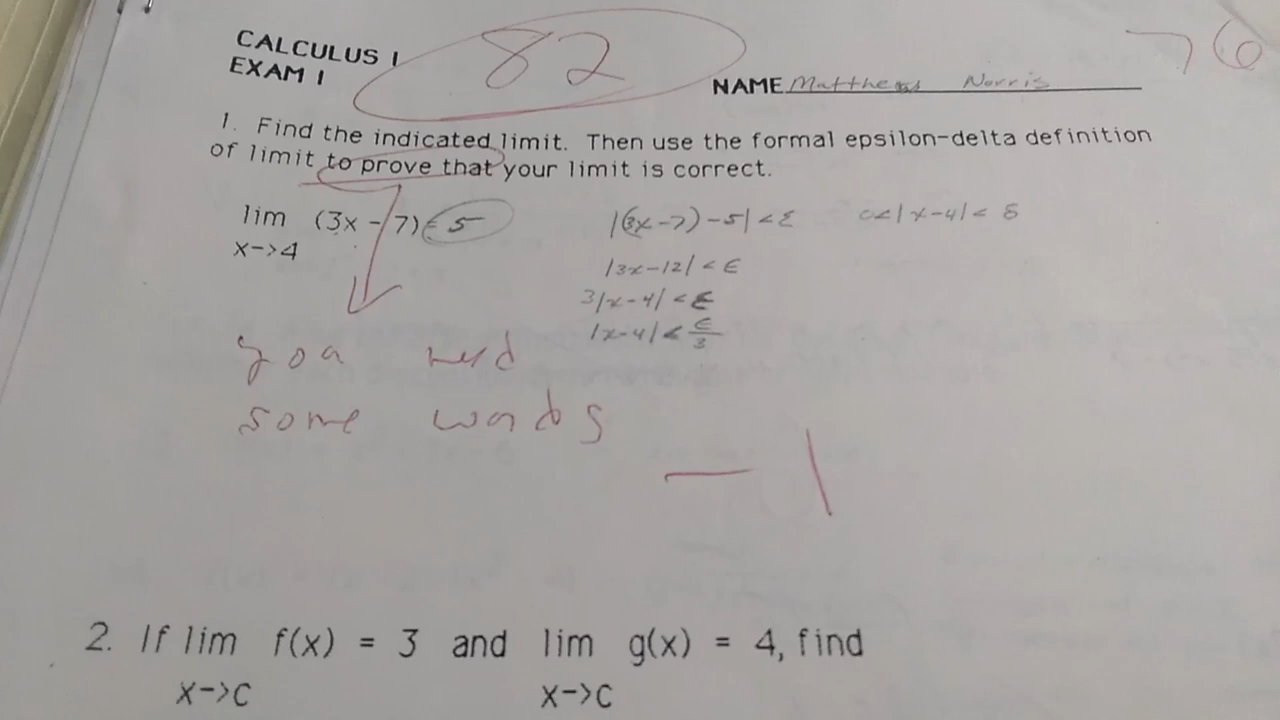 CALCULUS I
EXAM I
82
76
NAME Matthew Norris
1. Find the indicated limit. Then use the formal epsilon-delta definition
of limit to prove that your limit is correct.
lim (3x - 7) = 5
x->4
|(3x-7)-5| < ε
0<|x-4| < δ
|3x-12| < ε
3|x-4| < ε
|x-4| < ε/3
you need
some words
-1
2. If lim f(x) = 3 and lim g(x) = 4, find
x->c x->c